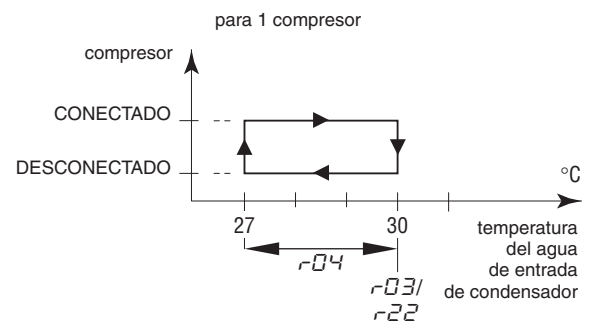 para 1 compresor
compresor
CONECTADO
DESCONECTADO
°C
27
30
temperatura
del agua
de entrada
de condensador
r04
r03/
r22